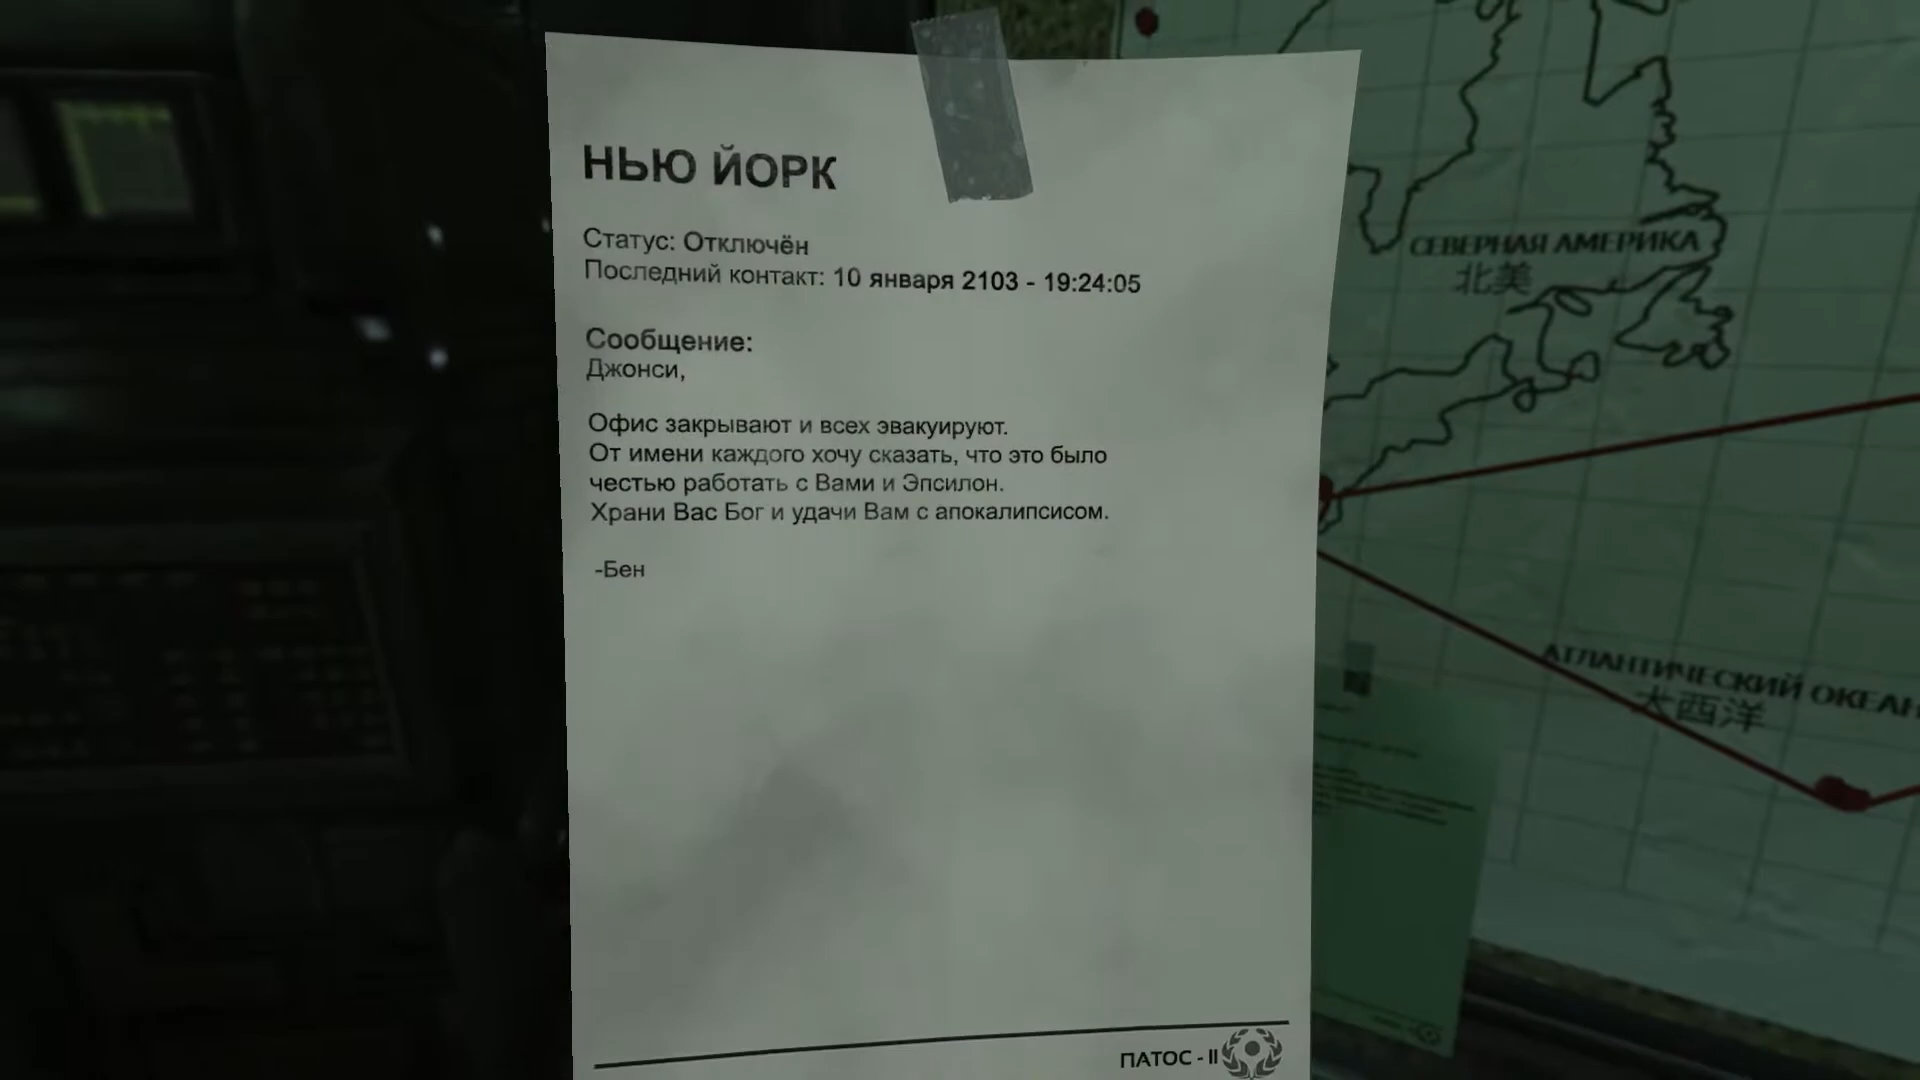 НЬЮ ЙОРК
Статус: Отключён
Последний контакт: 10 января 2103 - 19:24:05
Сообщение:
Джонси,
Офис закрывают и всех эвакуируют.
От имени каждого хочу сказать, что это было
честью работать с Вами и Эпсилон.
Храни Вас Бог и удачи Вам с апокалипсисом.
-Бен
ПАТОС - II
СЕВЕРНАЯ АМЕРИКА
北美
АТЛАНТИЧЕСКИЙ ОКЕАН
大西洋